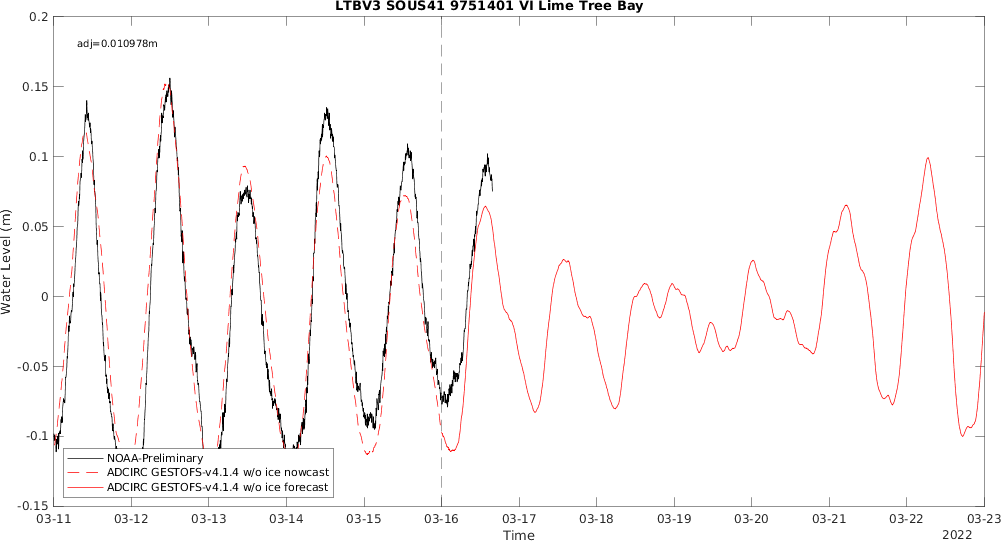 LTBV3 SOUS41 9751401 VI Lime Tree Bay
0.2
adj=0.010978m
0.15
0.1
0.05
0
-0.05
-0.1
-0.15
Water Level (m)
NOAA-Preliminary
ADCIRC GESTOFS-v4.1.4 w/o ice nowcast
ADCIRC GESTOFS-v4.1.4 w/o ice forecast
03-11 03-12 03-13 03-14 03-15 03-16 03-17 03-18 03-19 03-20 03-21 03-22 03-23
Time
2022